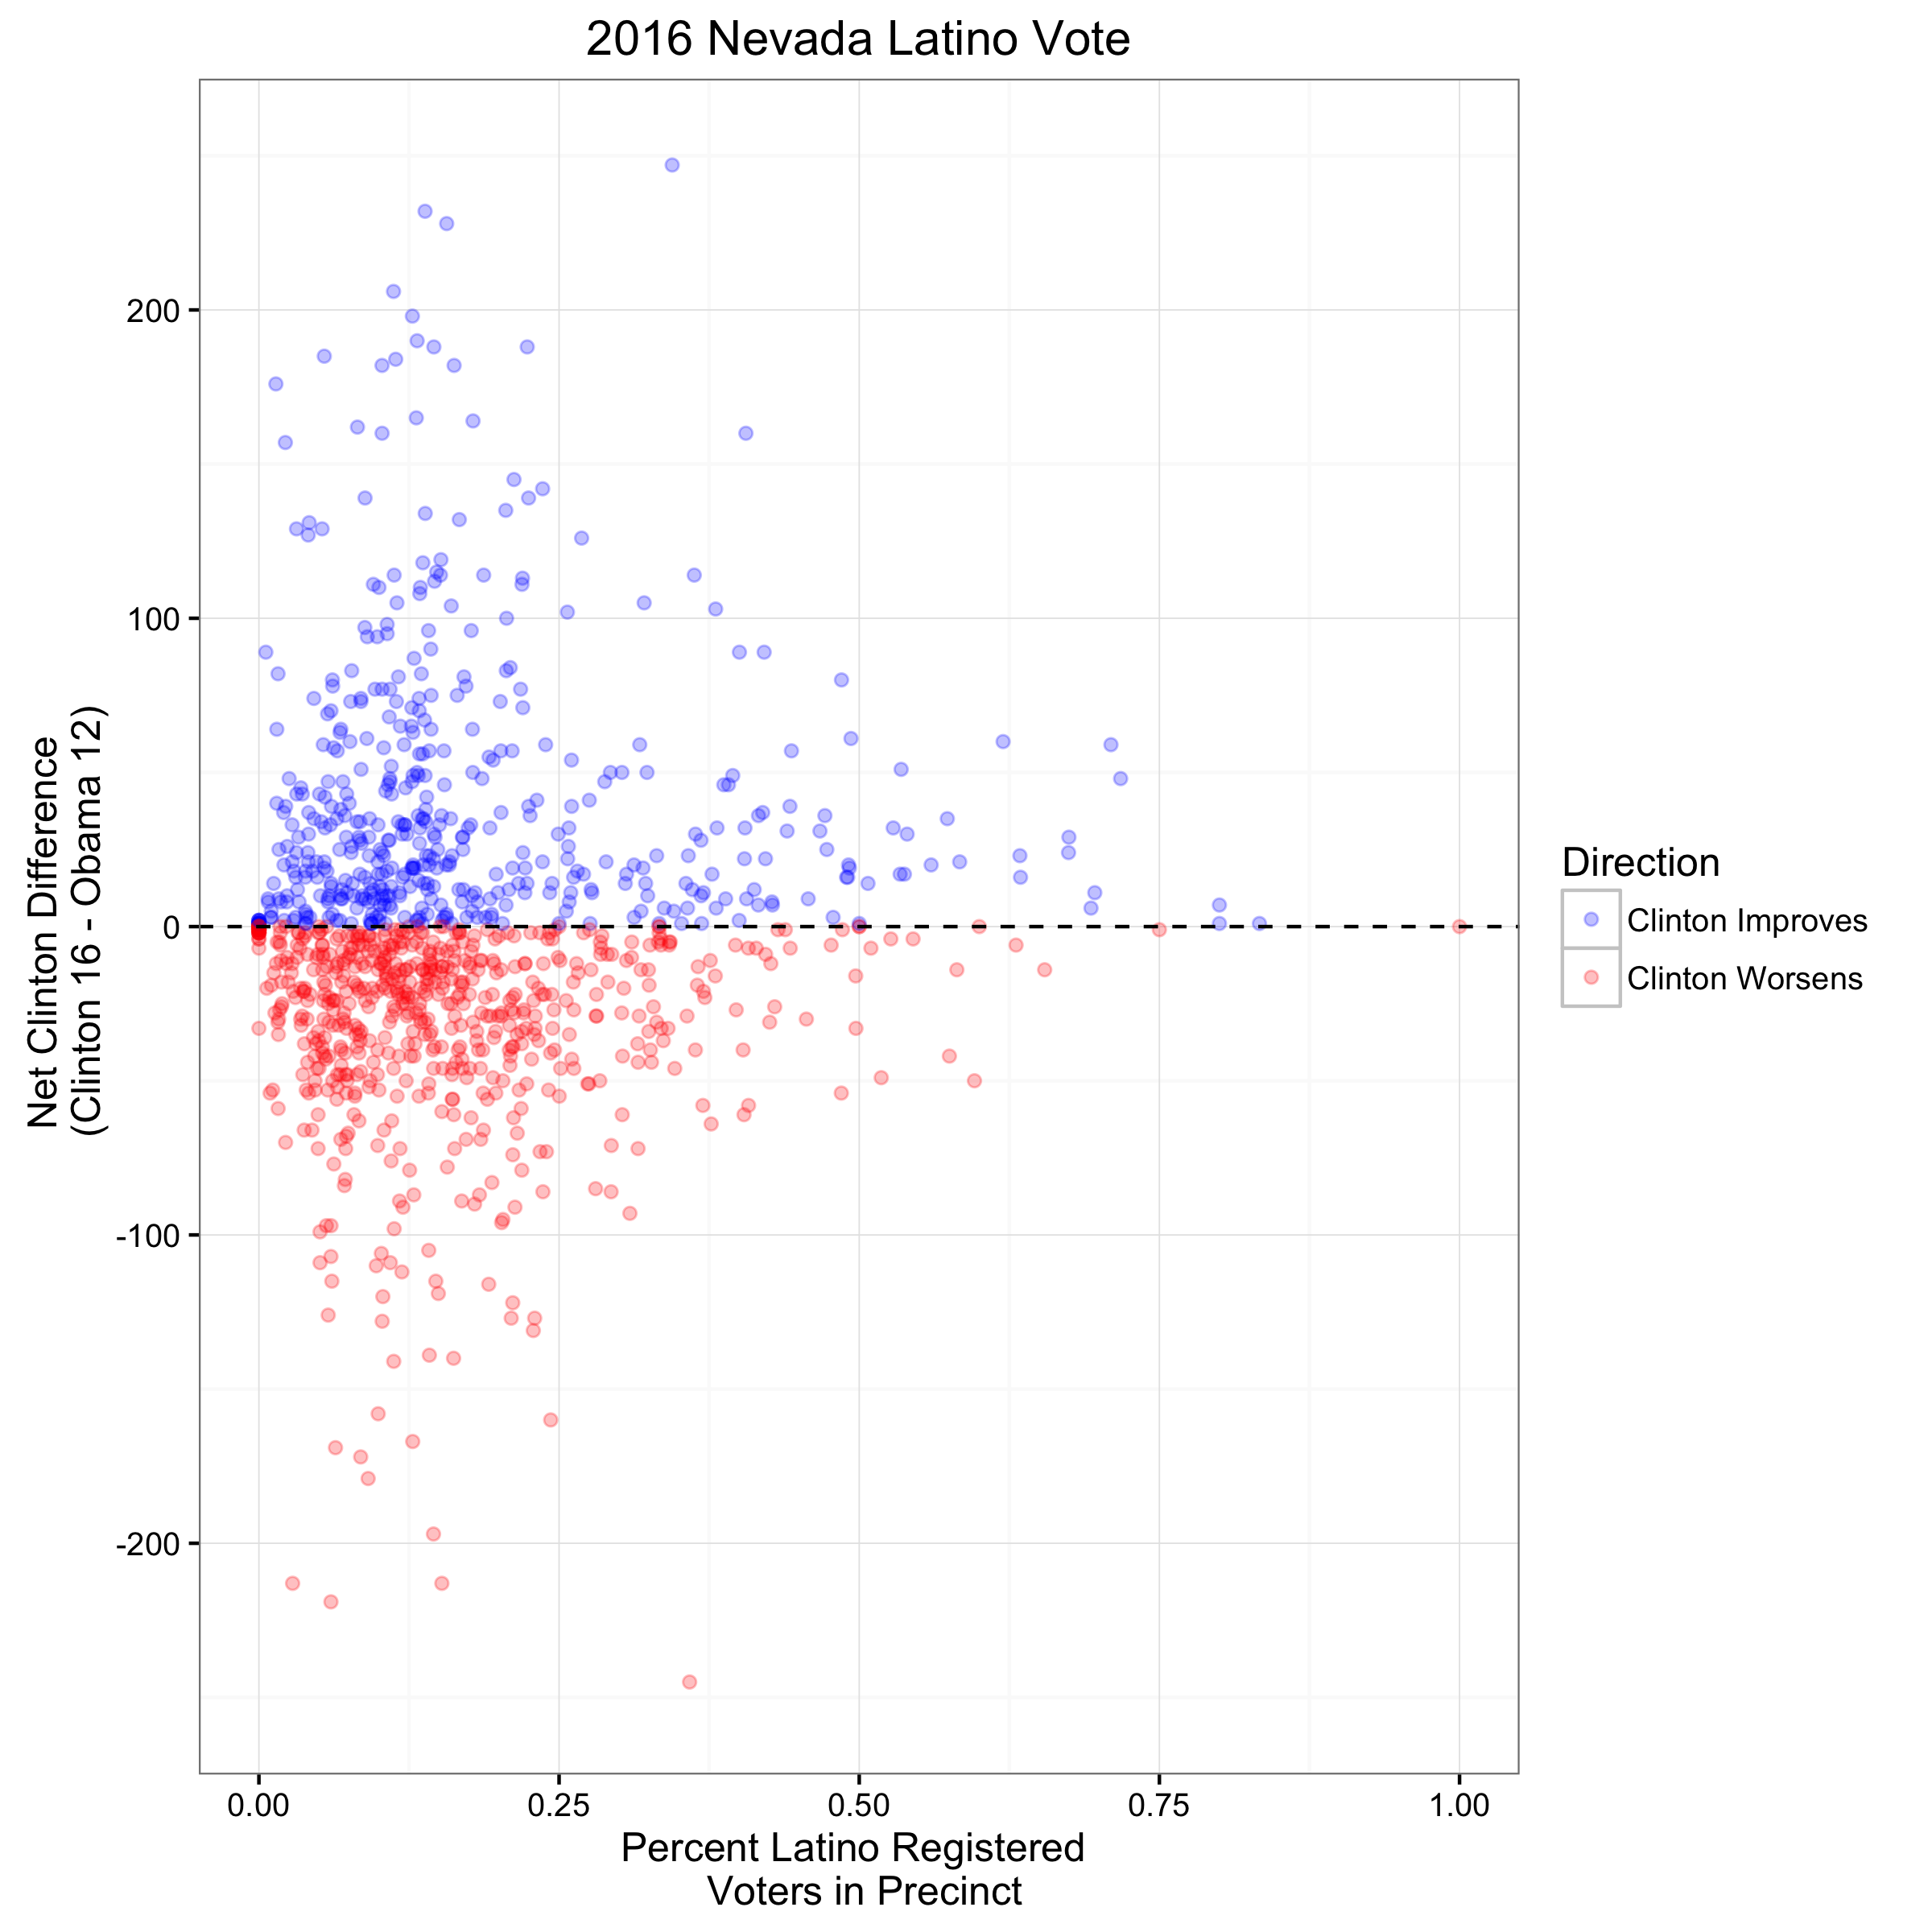 2016 Nevada Latino Vote
Net Clinton Difference
(Clinton 16 - Obama 12)
200
100
0
-100
-200
0.00
0.25
0.50
0.75
1.00
Percent Latino Registered
Voters in Precinct
Direction
Clinton Improves
Clinton Worsens